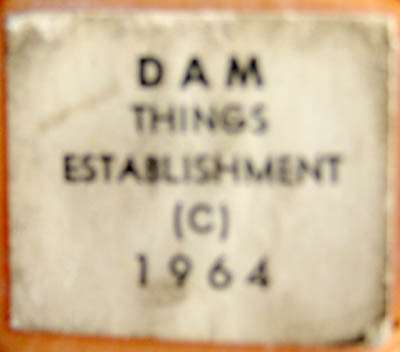 DAM
THINGS
ESTABLISHMENT
(C)
1964